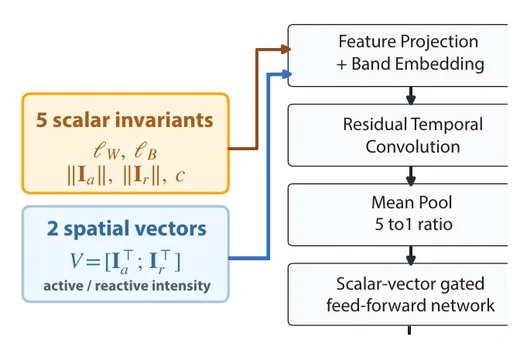 5 scalar invariants
ℓ_W, ℓ_B
‖I_a‖, ‖I_r‖, c
2 spatial vectors
V=[I_a^⊤; I_r^⊤]
active / reactive intensity
Feature Projection
+ Band Embedding
Residual Temporal
Convolution
Mean Pool
5 to1 ratio
Scalar-vector gated
feed-forward network